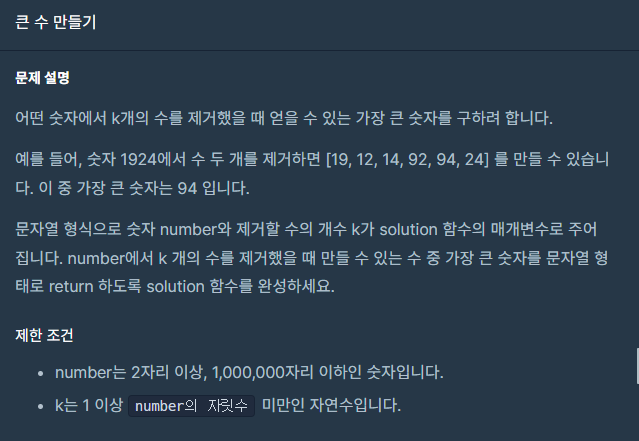 큰 수 만들기
문제 설명
어떤 숫자에서 k개의 수를 제거했을 때 얻을 수 있는 가장 큰 숫자를 구하려 합니다.
예를 들어, 숫자 1924에서 수 두 개를 제거하면 [19, 12, 14, 92, 94, 24] 를 만들 수 있습니
다. 이 중 가장 큰 숫자는 94 입니다.
문자열 형식으로 숫자 number와 제거할 수의 개수 k가 solution 함수의 매개변수로 주어
집니다. number에서 k 개의 수를 제거했을 때 만들 수 있는 수 중 가장 큰 숫자를 문자열 형
태로 return 하도록 solution 함수를 완성하세요.
제한 조건
• number는 2자리 이상, 1,000,000자리 이하인 숫자입니다.
• k는 1 이상 number의 자릿수 미만인 자연수입니다.